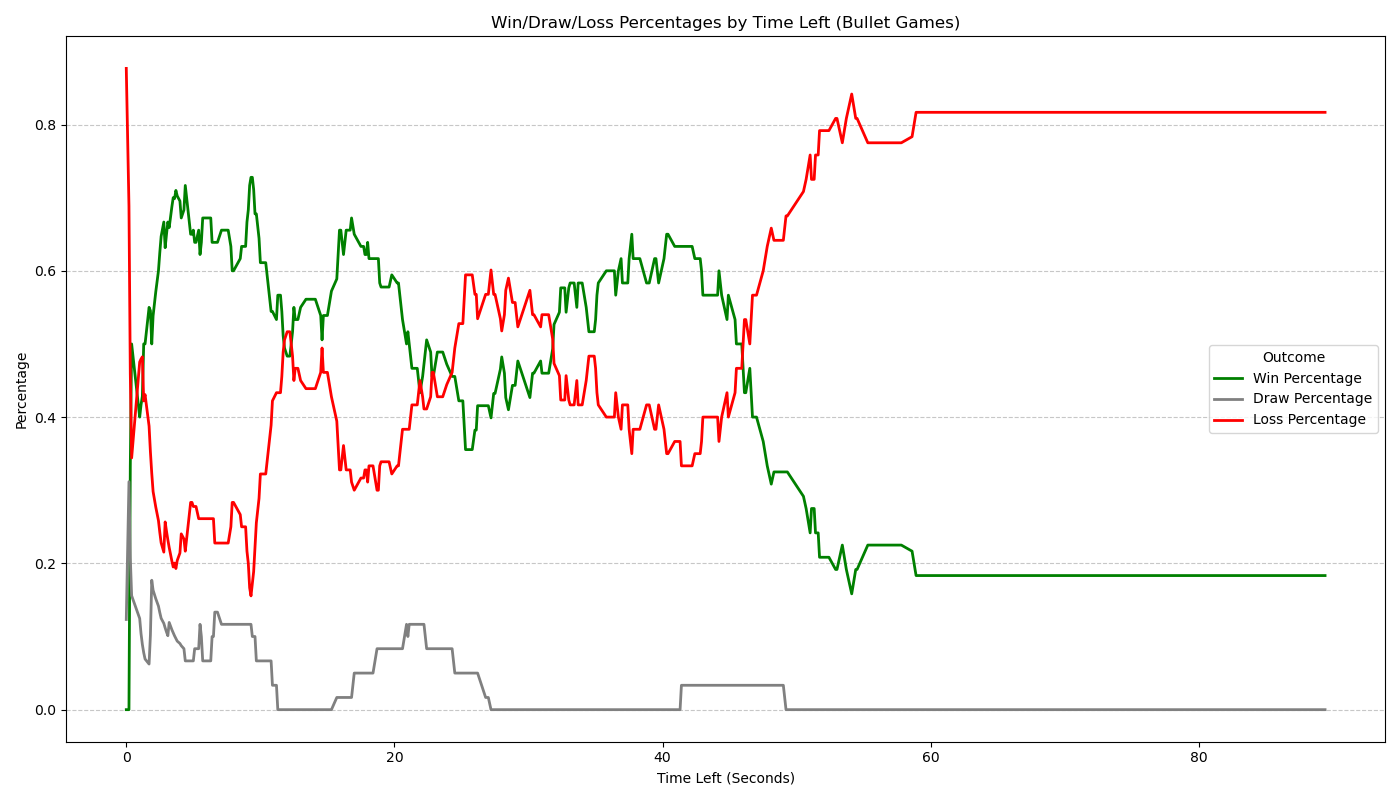 Win/Draw/Loss Percentages by Time Left (Bullet Games)
Percentage
0.8
0.6
0.4
0.2
0.0
Outcome
Win Percentage
Draw Percentage
Loss Percentage
0 20 40 60 80
Time Left (Seconds)